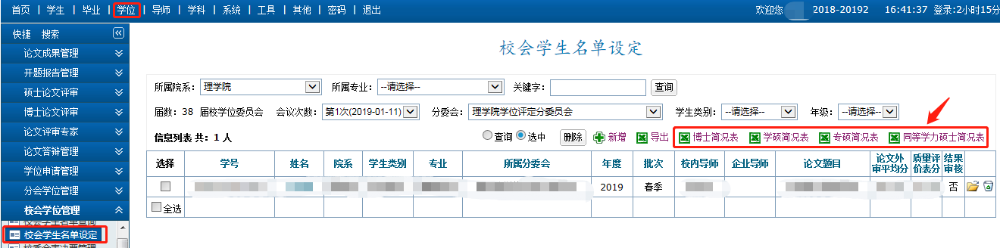 首页 | 学生 | 毕业 | 学位 | 导师 | 学科 | 系统 | 工具 | 其他 | 密码 | 退出 欢迎您 2018-20192 16:41:37 登录:2小时15分
快捷 搜索
论文成果管理
开题报告管理
硕士论文评审
博士论文评审
论文评审专家
论文答辩管理
学位申请管理
分会学位管理
校会学位管理
校会学生名单查询
校会学生名单设定
校会学生名单设定
所属院系: 理学院 所属专业: --请选择-- 关键字: 查询
届数: 38 届校学位委员会 会议次数: 第1次(2019-01-11) 分委会: 理学院学位评定分委员会 学生类别: --请选择-- 年级: --请选择--
信息列表 共: 1 人 查询 选中 删除 新增 导出 博士简况表 学硕简况表 专硕简况表 同等学力硕士简况表
选择 学号 姓名 院系 学生类别 专业 所属分委会 年度 批次 校内导师 企业导师 论文题目 论文外审平均分 质量评价表分 结果审核
2019 春季 否
全选